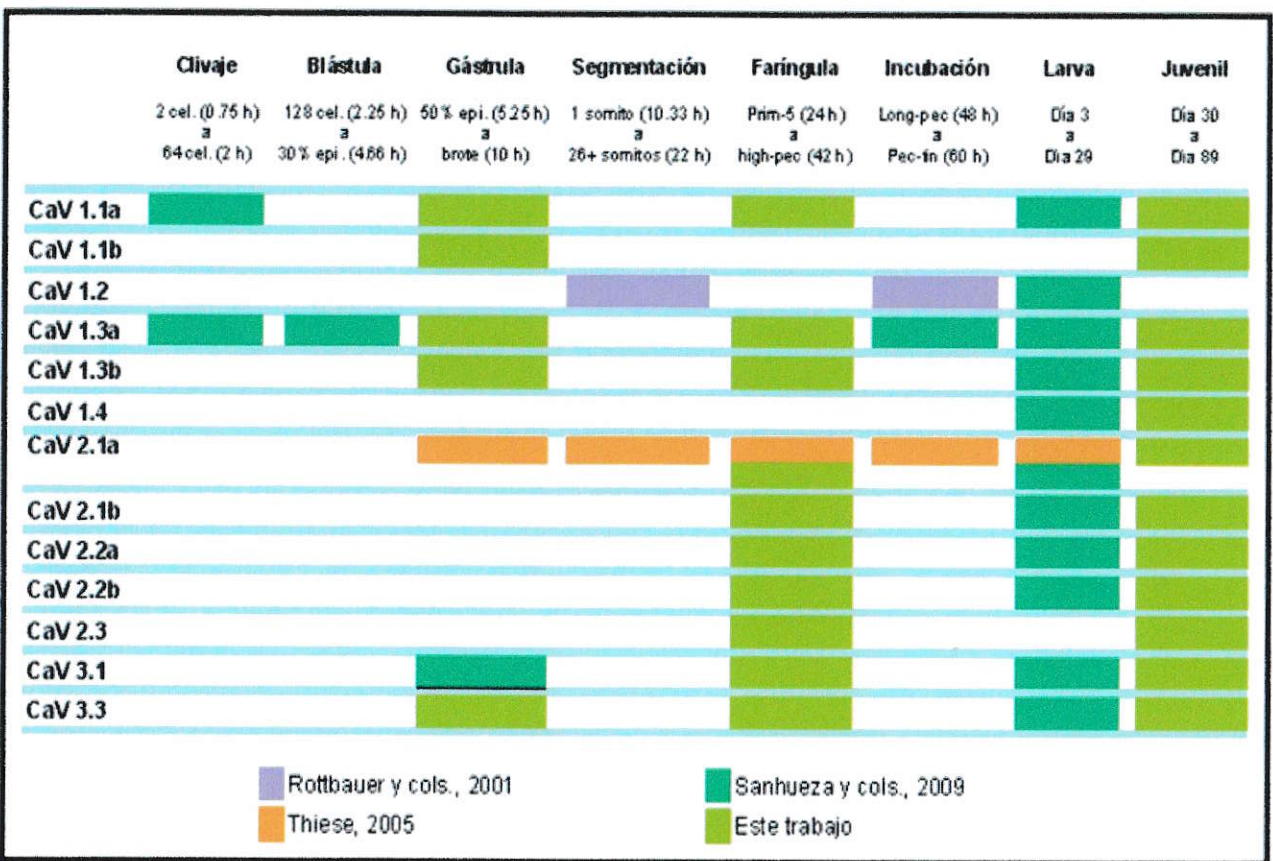 Clivaje Blástula Gástrula Segmentación Faríngula Incubación Larva Juvenil
2 cel. (0.75 h) 128 cel. (2.25 h) 50% epi. (5.25 h) 1 somito (10.33 h) Prim-5 (24 h) Long-pec (48 h) Día 3 Día 30
a a a a a a a a
64 cel. (2 h) 30% epi. (4.66 h) brote (10 h) 26+ somitos (22 h) high-pec (42 h) Pec-fin (60 h) Dia 29 Dia 89
CaV 1.1a
CaV 1.1b
CaV 1.2
CaV 1.3a
CaV 1.3b
CaV 1.4
CaV 2.1a
CaV 2.1b
CaV 2.2a
CaV 2.2b
CaV 2.3
CaV 3.1
CaV 3.3
Rottbauer y cols., 2001 Sanhueza y cols., 2009
Thiese, 2005 Este trabajo